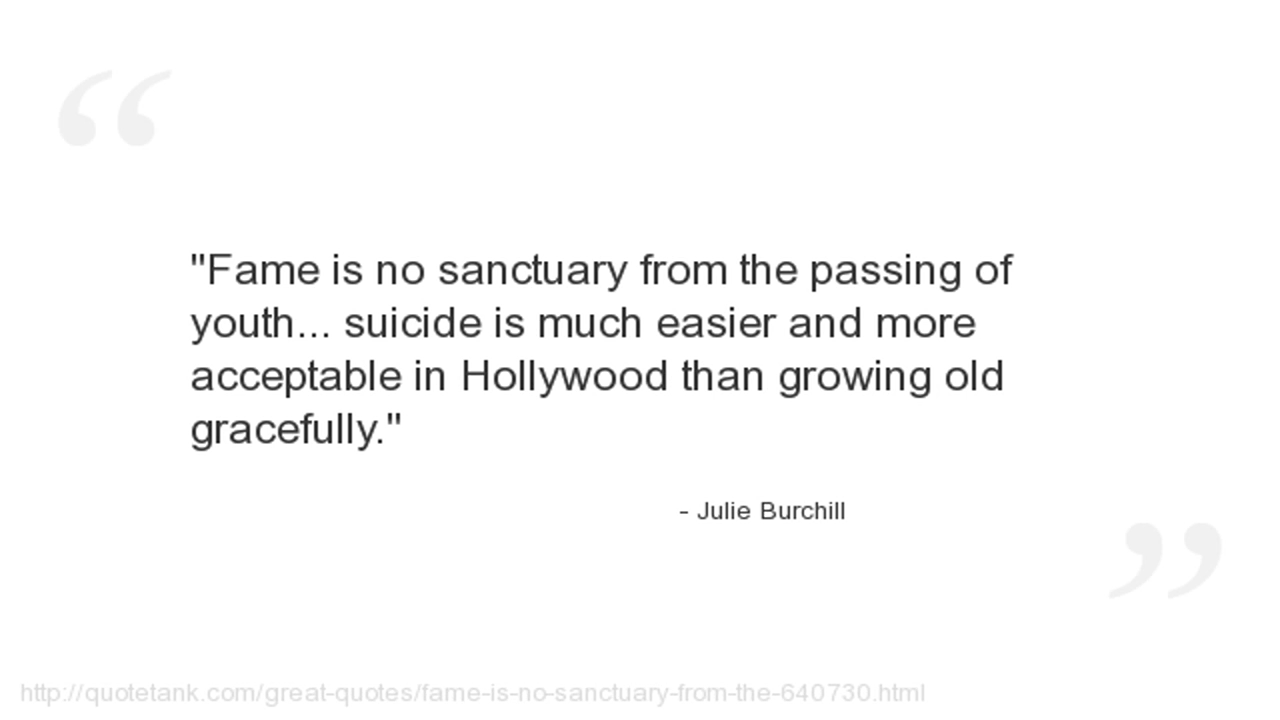 "Fame is no sanctuary from the passing of
youth... suicide is much easier and more
acceptable in Hollywood than growing old
gracefully."
- Julie Burchill
http://quotetank.com/great-quotes/fame-is-no-sanctuary-from-the-640730.html